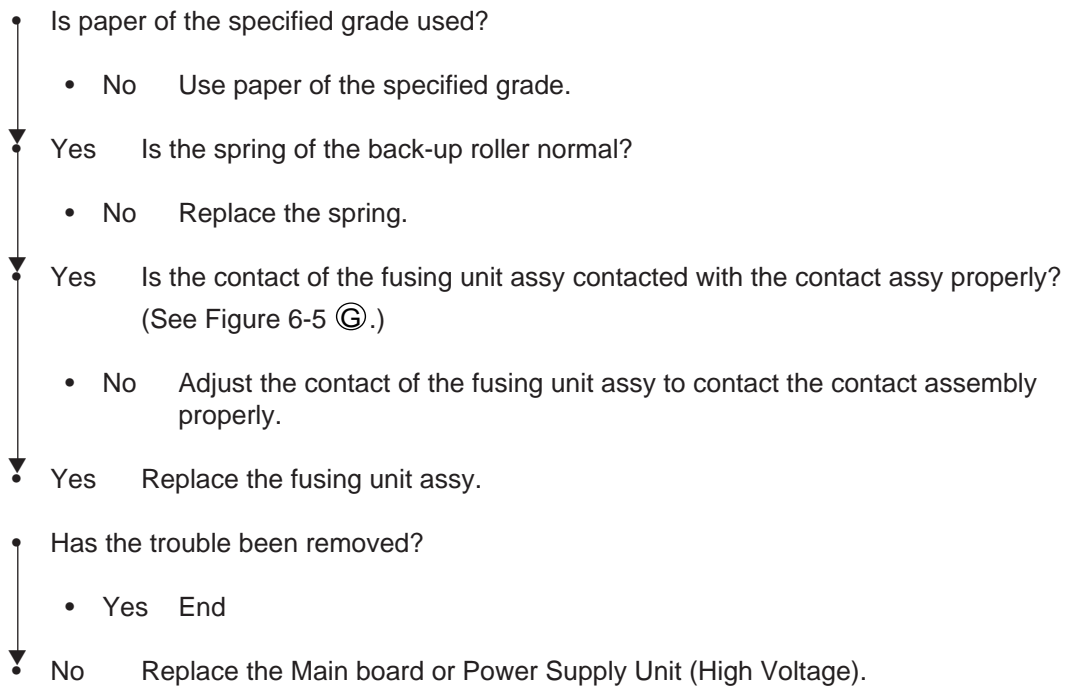 • Is paper of the specified grade used?
• No Use paper of the specified grade.
• Yes Is the spring of the back-up roller normal?
• No Replace the spring.
• Yes Is the contact of the fusing unit assy contacted with the contact assy properly?
(See Figure 6-5 Ⓖ.)
• No Adjust the contact of the fusing unit assy to contact the contact assembly
properly.
• Yes Replace the fusing unit assy.
• Has the trouble been removed?
• Yes End
• No Replace the Main board or Power Supply Unit (High Voltage).